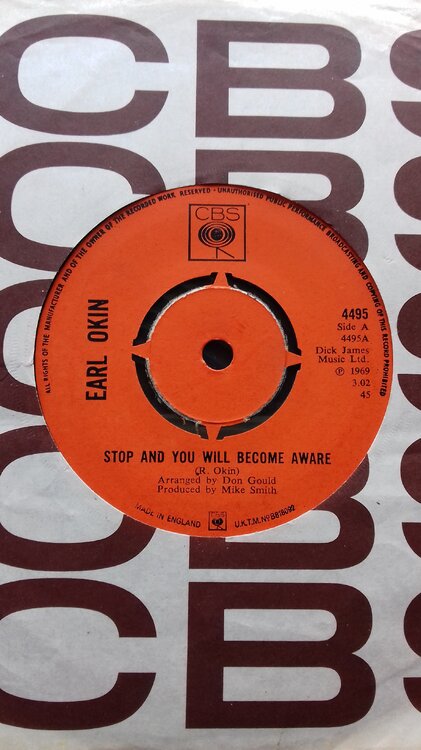 CBS
CBS
CBS
CBS
CBS
ALL RIGHTS OF THE MANUFACTURER AND OF THE OWNER OF THE RECORDED WORK RESERVED - UNAUTHORISED PUBLIC PERFORMANCE BROADCASTING AND COPYING OF THIS RECORD PROHIBITED
CBS
EARL OKIN
4495
Side A
4495A
Dick James
Music Ltd.
℗ 1969
3.02
45
STOP AND YOU WILL BECOME AWARE
(R. Okin)
Arranged by Don Gould
Produced by Mike Smith
MADE IN ENGLAND
CBS